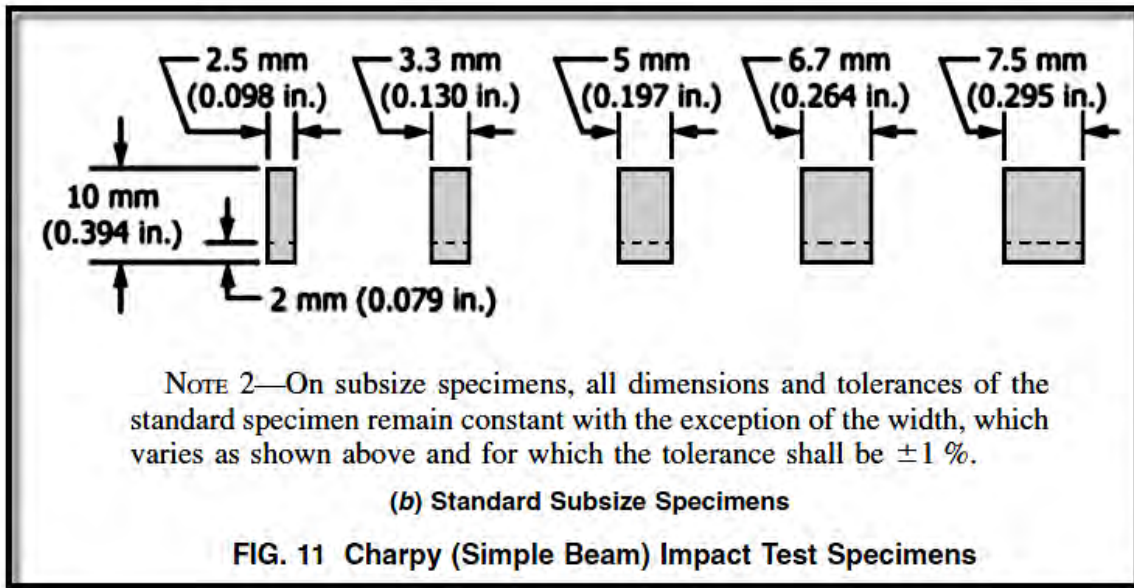 2.5 mm 3.3 mm 5 mm 6.7 mm 7.5 mm
(0.098 in.) (0.130 in.) (0.197 in.) (0.264 in.) (0.295 in.)
10 mm
(0.394 in.)
2 mm (0.079 in.)
NOTE 2—On subsize specimens, all dimensions and tolerances of the
standard specimen remain constant with the exception of the width, which
varies as shown above and for which the tolerance shall be ±1 %.
(b) Standard Subsize Specimens
FIG. 11 Charpy (Simple Beam) Impact Test Specimens